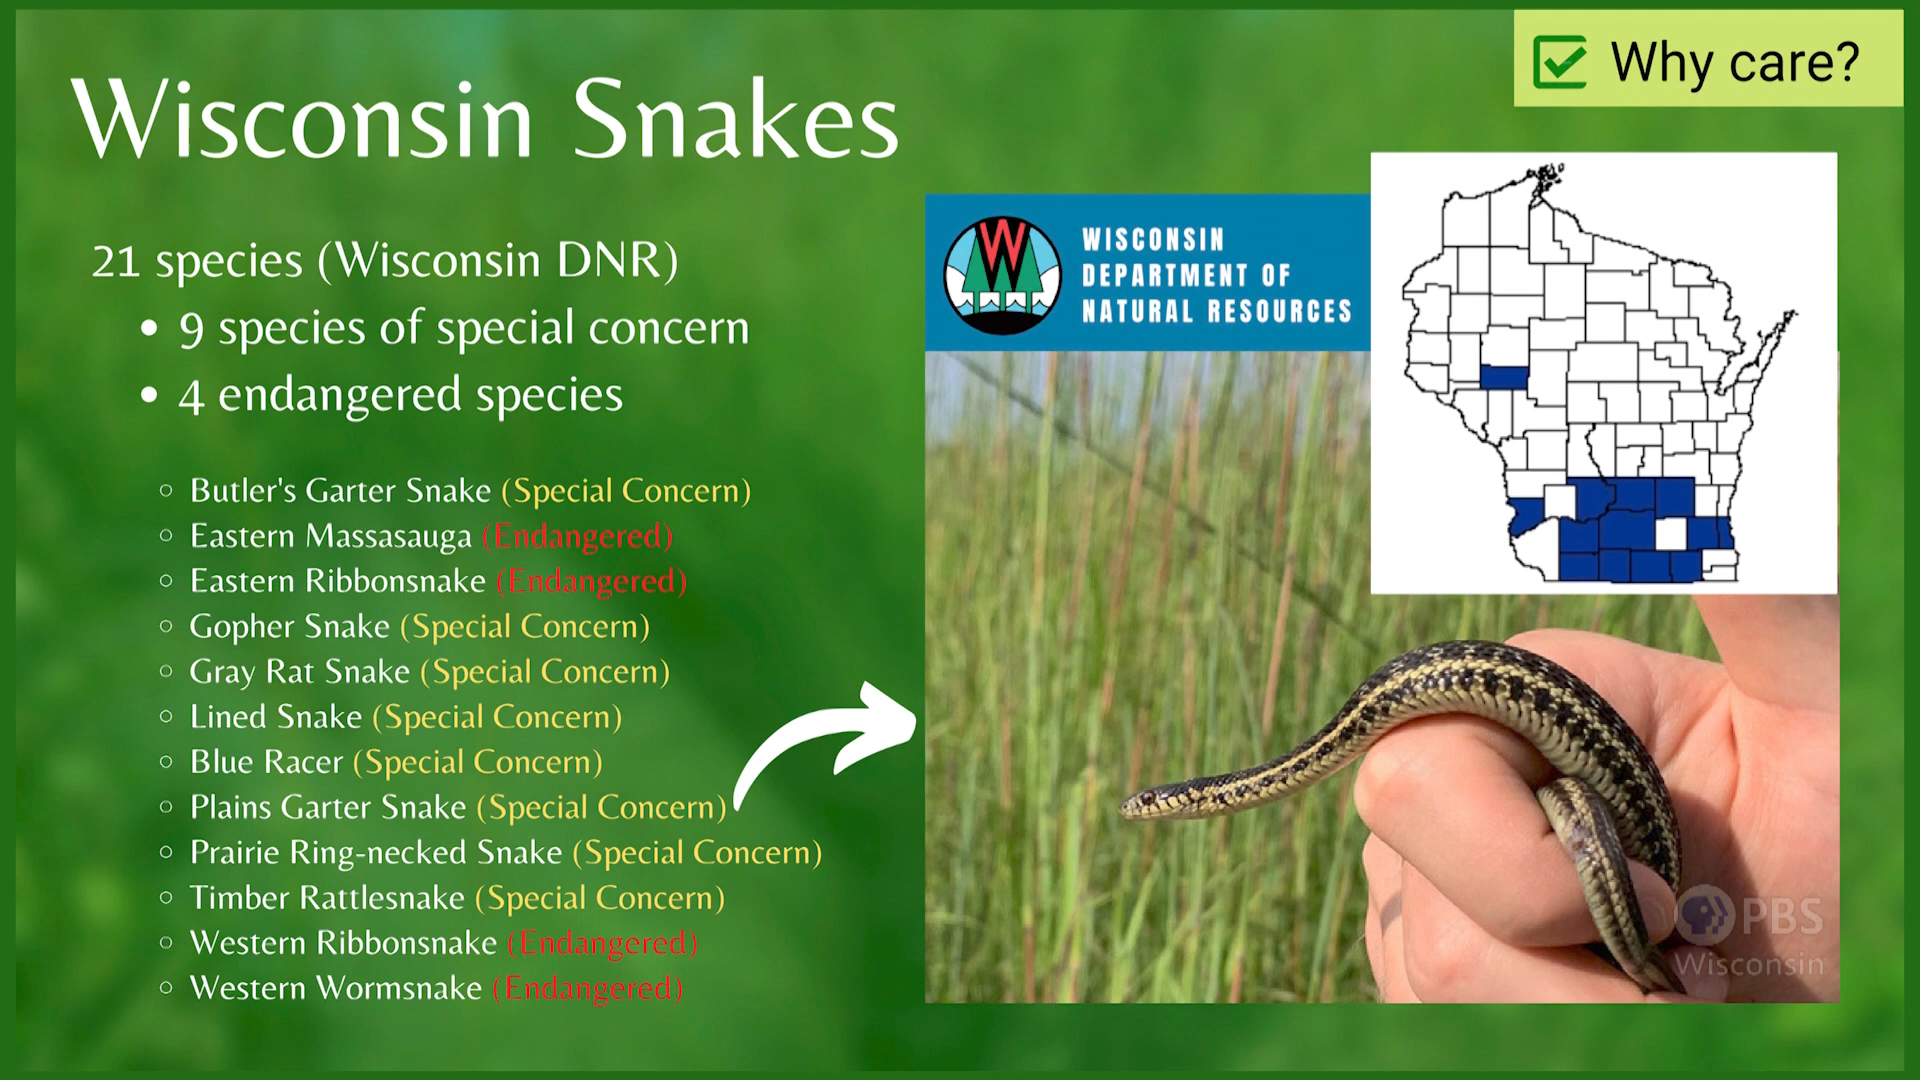 Why care?
Wisconsin Snakes
21 species (Wisconsin DNR)
• 9 species of special concern
• 4 endangered species
○ Butler's Garter Snake (Special Concern)
○ Eastern Massasauga (Endangered)
○ Eastern Ribbonsnake (Endangered)
○ Gopher Snake (Special Concern)
○ Gray Rat Snake (Special Concern)
○ Lined Snake (Special Concern)
○ Blue Racer (Special Concern)
○ Plains Garter Snake (Special Concern)
○ Prairie Ring-necked Snake (Special Concern)
○ Timber Rattlesnake (Special Concern)
○ Western Ribbonsnake (Endangered)
○ Western Wormsnake (Endangered)
W
WISCONSIN
DEPARTMENT OF
NATURAL RESOURCES
PBS
Wisconsin